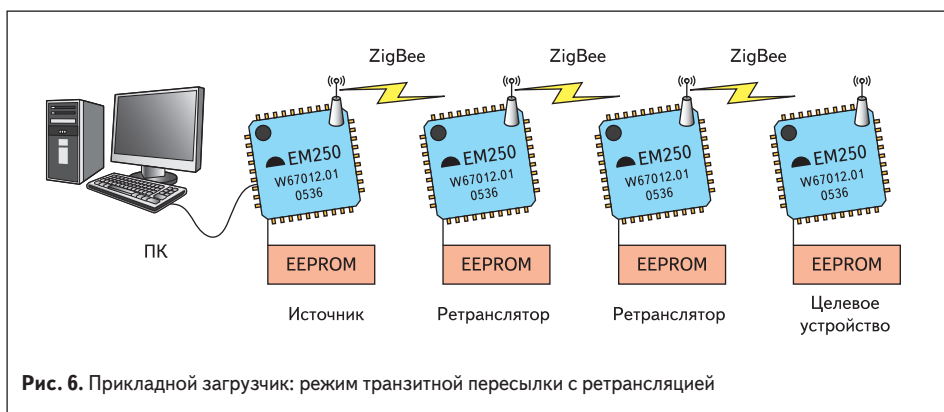 ZigBee ZigBee ZigBee
EM250 EM250 EM250 EM250
W67012.01 W67012.01 W67012.01 W67012.01
0536 0536 0536 0536
ПК
EEPROM EEPROM EEPROM EEPROM
Источник Ретранслятор Ретранслятор Целевое
устройство
Рис. 6. Прикладной загрузчик: режим транзитной пересылки с ретрансляцией